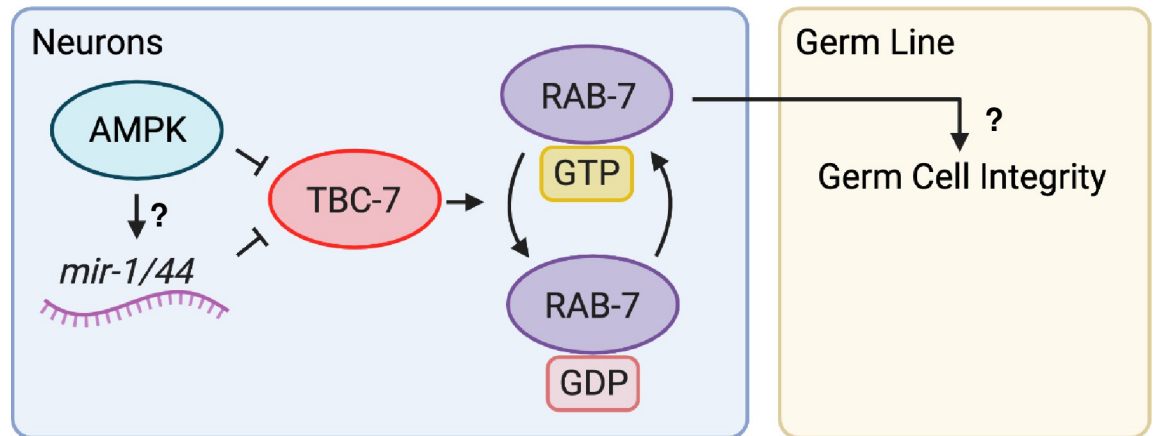 Neurons
Germ Line
AMPK
?
mir-1/44
TBC-7
RAB-7
GTP
RAB-7
GDP
?
Germ Cell Integrity